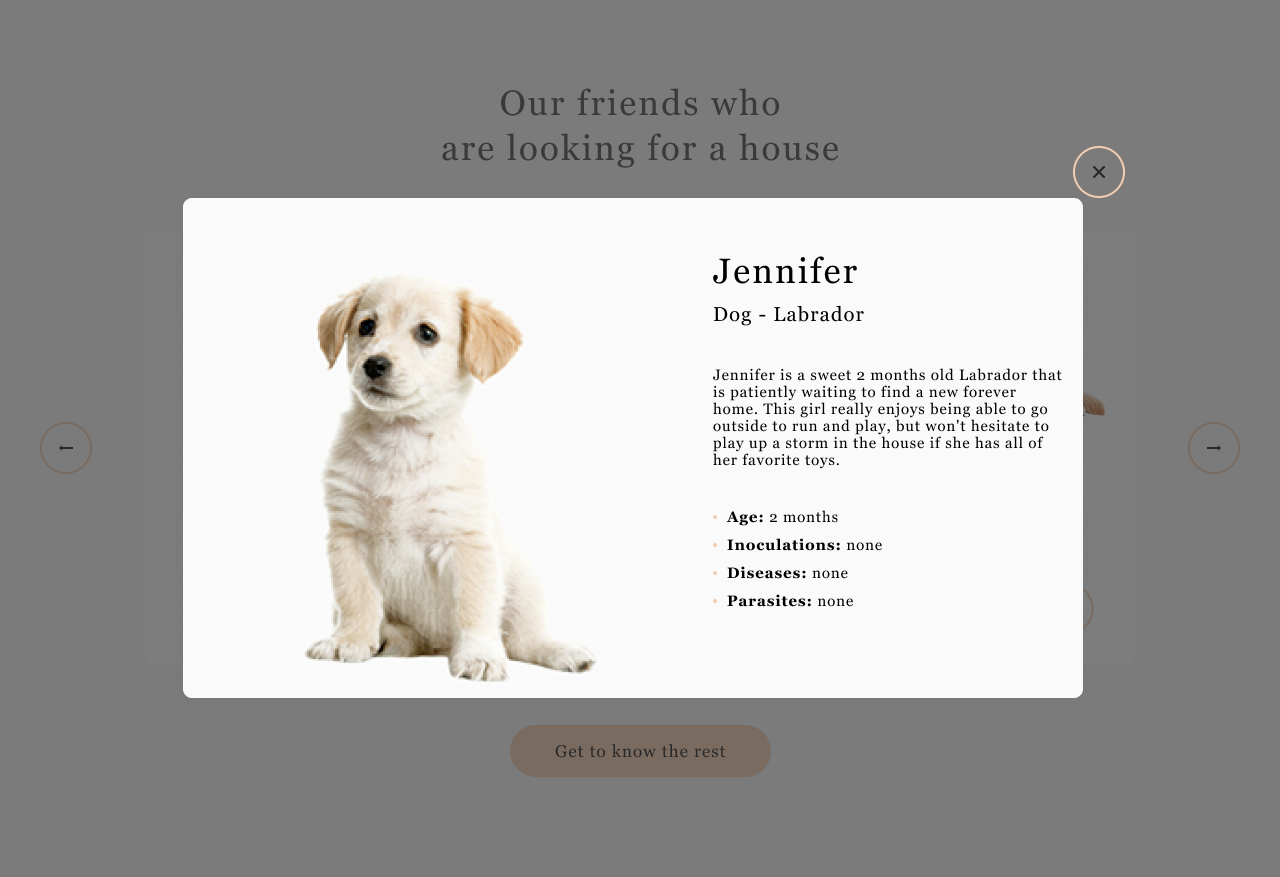 Our friends who
are looking for a house
Jennifer
Dog - Labrador
Jennifer is a sweet 2 months old Labrador that
is patiently waiting to find a new forever
home. This girl really enjoys being able to go
outside to run and play, but won't hesitate to
play up a storm in the house if she has all of
her favorite toys.
Age: 2 months
Inoculations: none
Diseases: none
Parasites: none
Get to know the rest